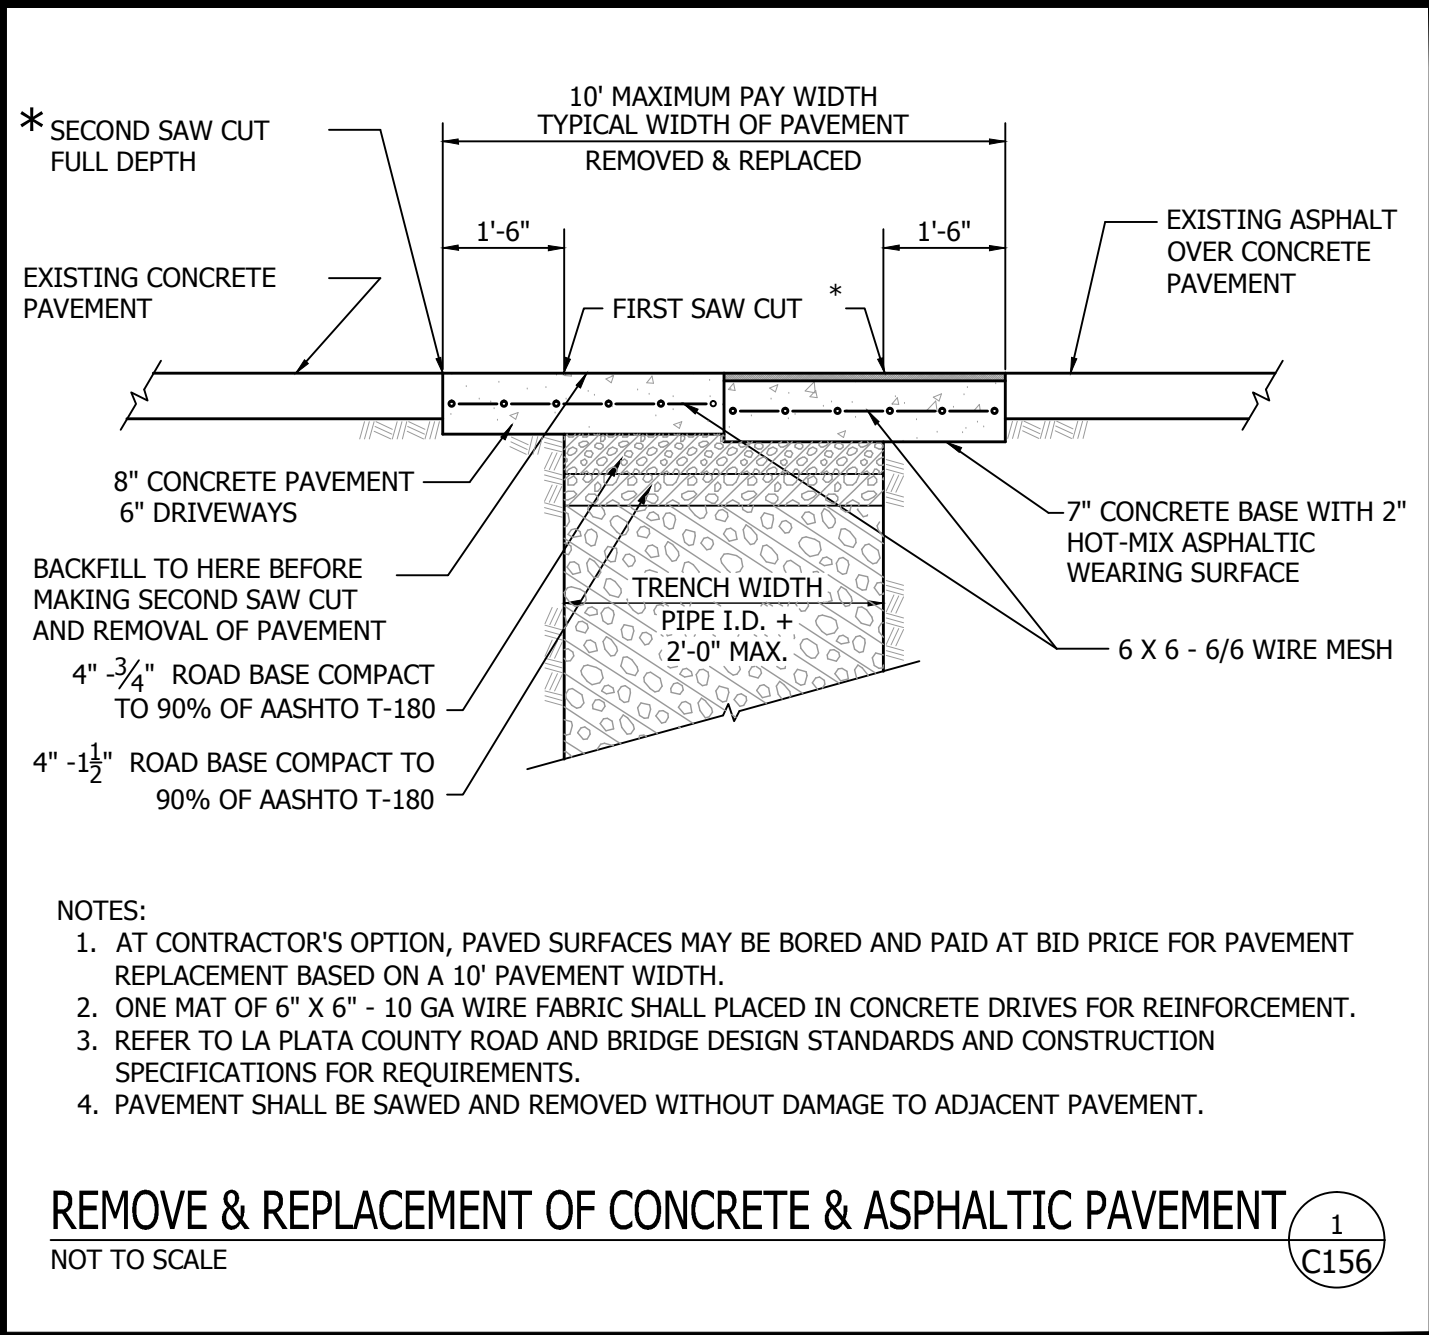 10' MAXIMUM PAY WIDTH
TYPICAL WIDTH OF PAVEMENT
REMOVED & REPLACED
* SECOND SAW CUT
FULL DEPTH
1'-6"
1'-6"
EXISTING ASPHALT
OVER CONCRETE
PAVEMENT
EXISTING CONCRETE
PAVEMENT
FIRST SAW CUT *
8" CONCRETE PAVEMENT
6" DRIVEWAYS
7" CONCRETE BASE WITH 2"
HOT-MIX ASPHALTIC
WEARING SURFACE
BACKFILL TO HERE BEFORE
MAKING SECOND SAW CUT
AND REMOVAL OF PAVEMENT
TRENCH WIDTH
PIPE I.D. +
2'-0" MAX.
6 X 6 - 6/6 WIRE MESH
4" -3/4" ROAD BASE COMPACT
TO 90% OF AASHTO T-180
4" -1 1/2" ROAD BASE COMPACT TO
90% OF AASHTO T-180
NOTES:
1. AT CONTRACTOR'S OPTION, PAVED SURFACES MAY BE BORED AND PAID AT BID PRICE FOR PAVEMENT
REPLACEMENT BASED ON A 10' PAVEMENT WIDTH.
2. ONE MAT OF 6" X 6" - 10 GA WIRE FABRIC SHALL PLACED IN CONCRETE DRIVES FOR REINFORCEMENT.
3. REFER TO LA PLATA COUNTY ROAD AND BRIDGE DESIGN STANDARDS AND CONSTRUCTION
SPECIFICATIONS FOR REQUIREMENTS.
4. PAVEMENT SHALL BE SAWED AND REMOVED WITHOUT DAMAGE TO ADJACENT PAVEMENT.
REMOVE & REPLACEMENT OF CONCRETE & ASPHALTIC PAVEMENT
NOT TO SCALE
1
C156